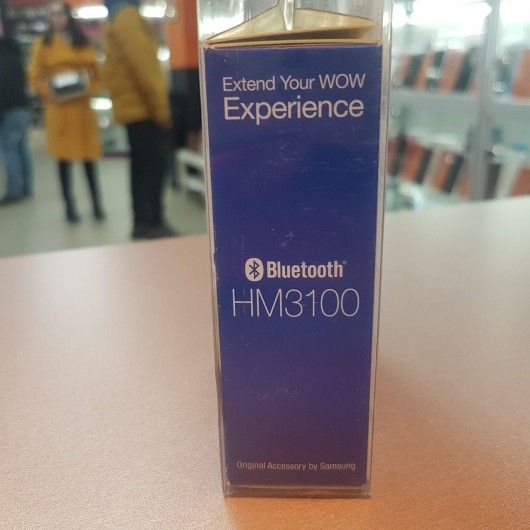 Extend Your WOW
Experience
Bluetooth®
HM3100
Original Accessory by Samsung